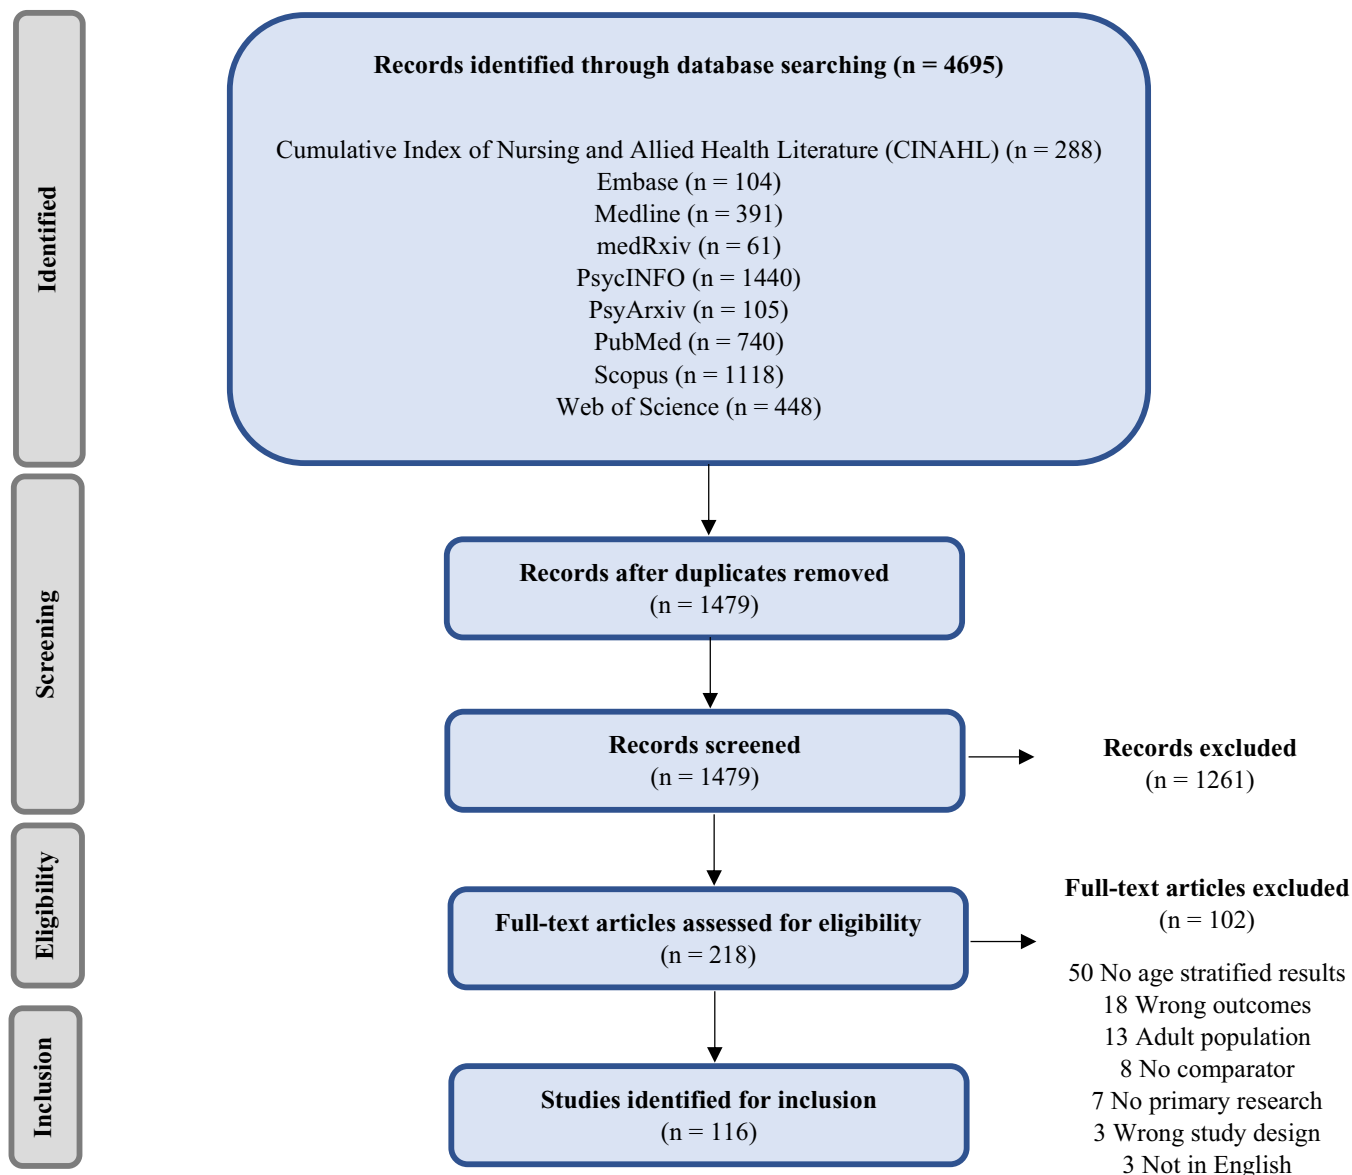 Identified
Records identified through database searching (n = 4695)
Cumulative Index of Nursing and Allied Health Literature (CINAHL) (n = 288)
Embase (n = 104)
Medline (n = 391)
medRxiv (n = 61)
PsycINFO (n = 1440)
PsyArxiv (n = 105)
PubMed (n = 740)
Scopus (n = 1118)
Web of Science (n = 448)
Screening
Records after duplicates removed
(n = 1479)
Records screened
(n = 1479)
Records excluded
(n = 1261)
Eligibility
Full-text articles assessed for eligibility
(n = 218)
Full-text articles excluded
(n = 102)
50 No age stratified results
18 Wrong outcomes
13 Adult population
8 No comparator
7 No primary research
3 Wrong study design
3 Not in English
Inclusion
Studies identified for inclusion
(n = 116)